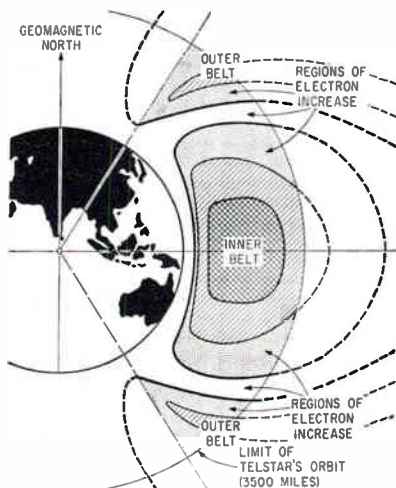 GEOMAGNETIC
NORTH
OUTER
BELT
REGIONS OF
ELECTRON
INCREASE
INNER
BELT
REGIONS OF
ELECTRON
INCREASE
OUTER
BELT
LIMIT OF
TELSTAR'S ORBIT
(3500 MILES)